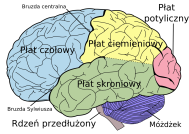 Bruzda centralna
Płat
potyliczny
Płat ciemieniowy
Płat czołowy
Płat skroniowy
Bruzda Sylwiusza
Rdzeń przedłużony
Móżdżek